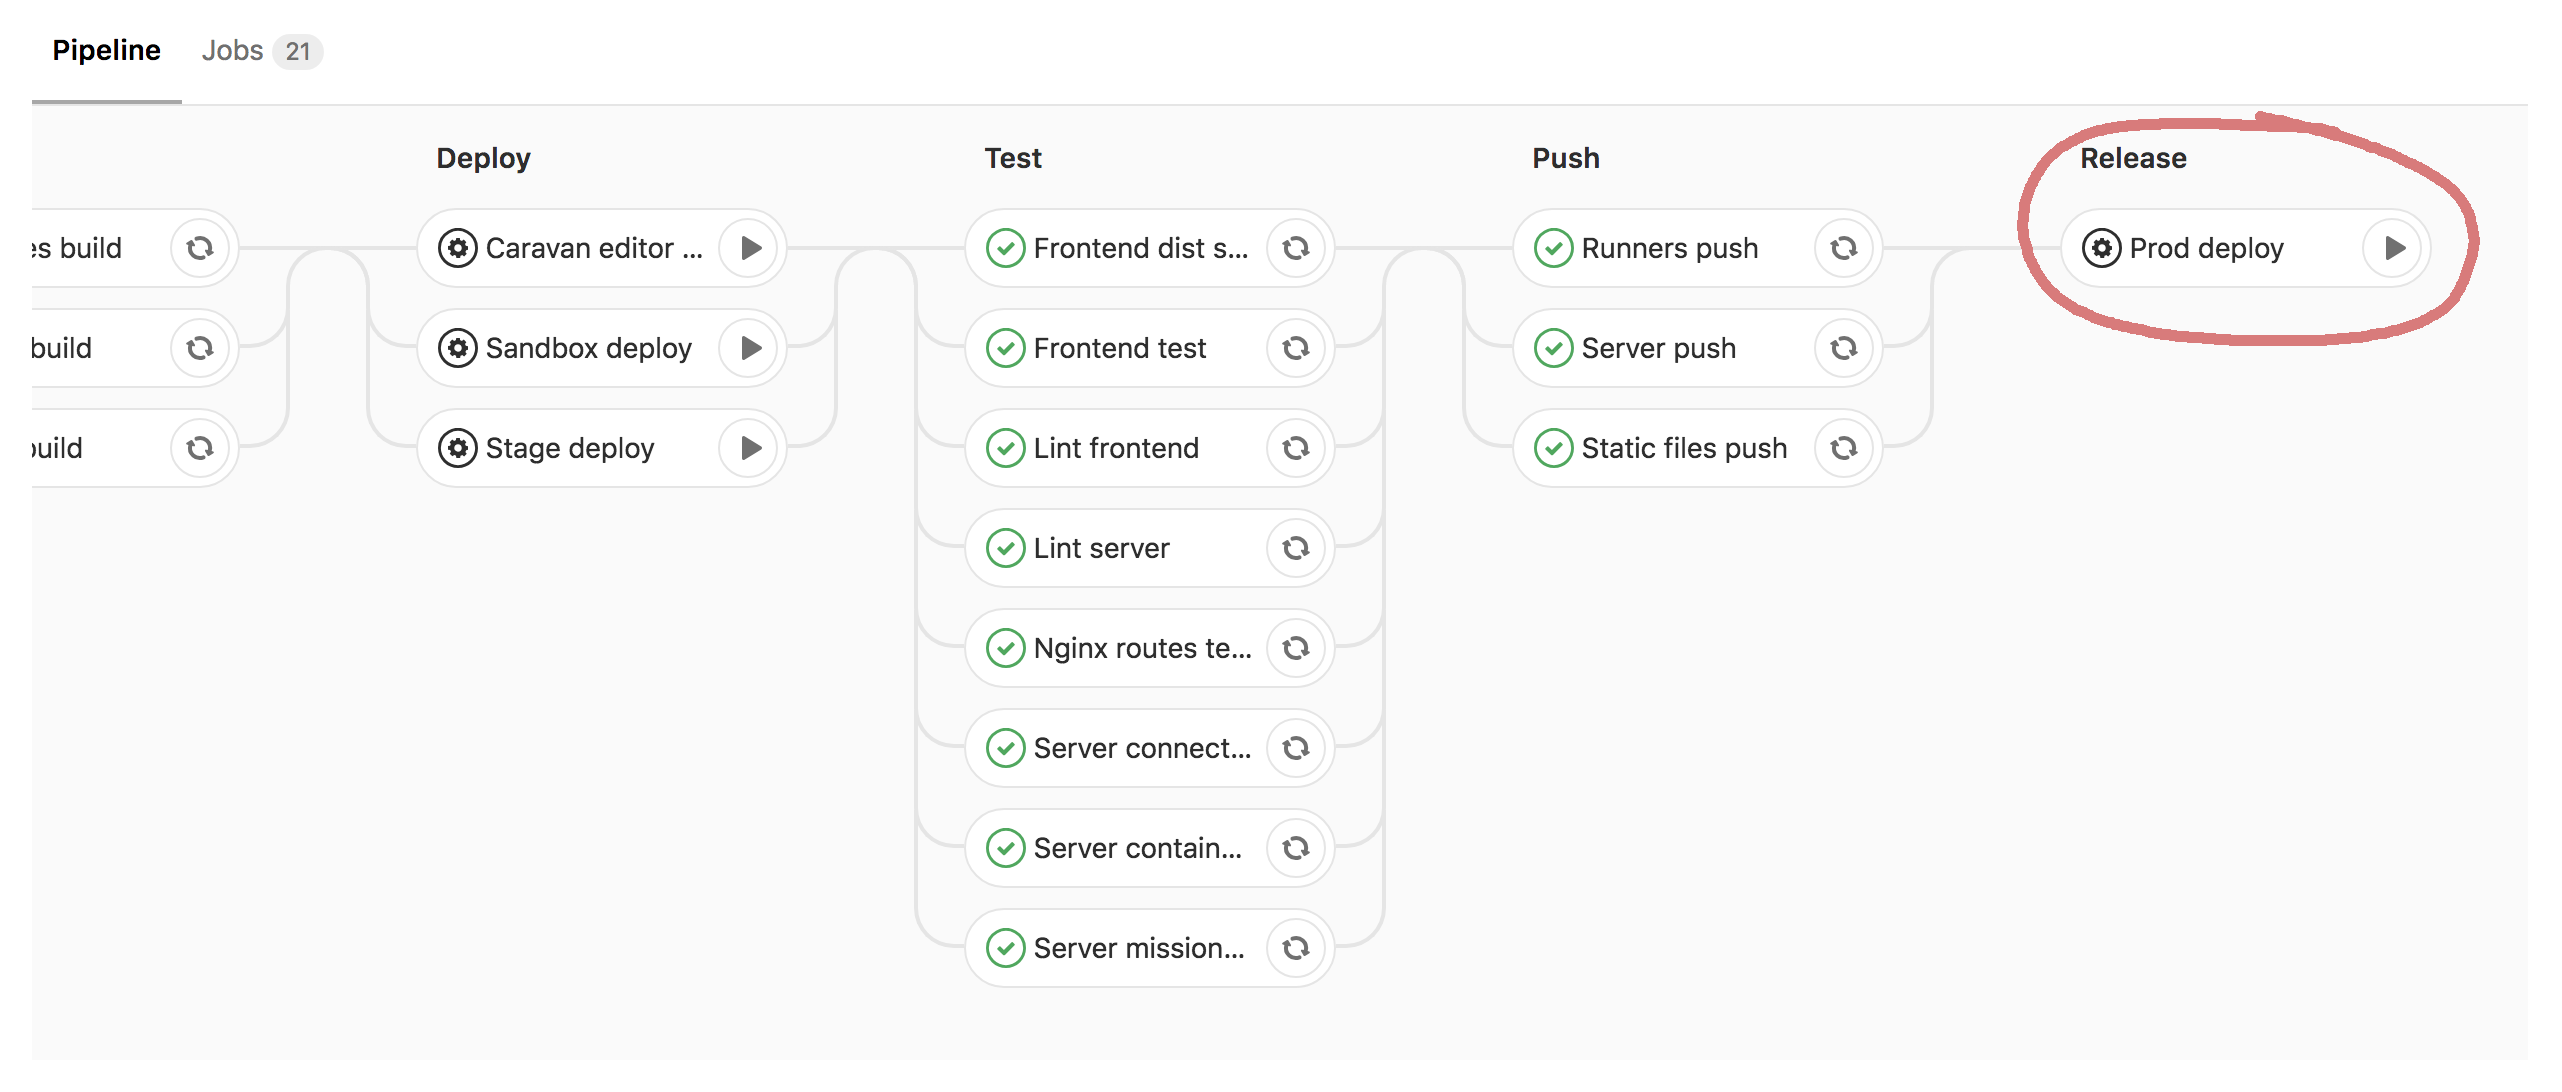 Pipeline Jobs 21
Deploy Test Push Release
es build Caravan editor ... Frontend dist s... Runners push Prod deploy
build Sandbox deploy Frontend test Server push
build Stage deploy Lint frontend Static files push
Lint server
Nginx routes te...
Server connect...
Server contain...
Server mission...